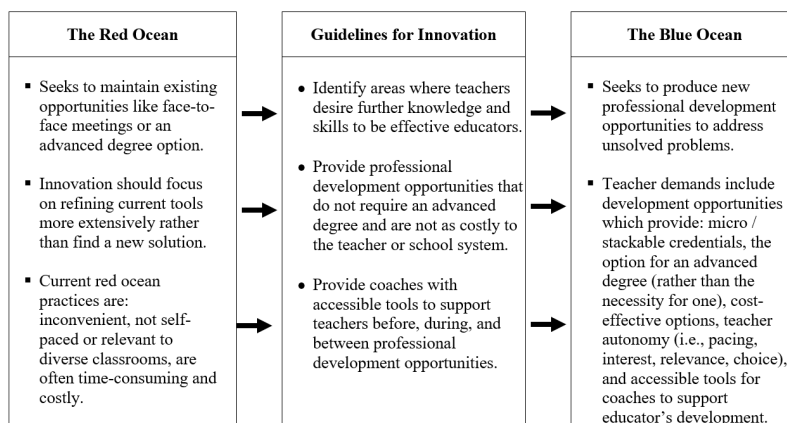 The Red Ocean
▪ Seeks to maintain existing
opportunities like face-to-
face meetings or an
advanced degree option.
▪ Innovation should focus
on refining current tools
more extensively rather
than find a new solution.
▪ Current red ocean
practices are:
inconvenient, not self-
paced or relevant to
diverse classrooms, are
often time-consuming and
costly.
Guidelines for Innovation
• Identify areas where teachers
desire further knowledge and
skills to be effective educators.
• Provide professional
development opportunities that
do not require an advanced
degree and are not as costly to
the teacher or school system.
• Provide coaches with
accessible tools to support
teachers before, during, and
between professional
development opportunities.
The Blue Ocean
▪ Seeks to produce new
professional development
opportunities to address
unsolved problems.
▪ Teacher demands include
development opportunities
which provide: micro /
stackable credentials, the
option for an advanced
degree (rather than the
necessity for one), cost-
effective options, teacher
autonomy (i.e., pacing,
interest, relevance, choice),
and accessible tools for
coaches to support
educator’s development.